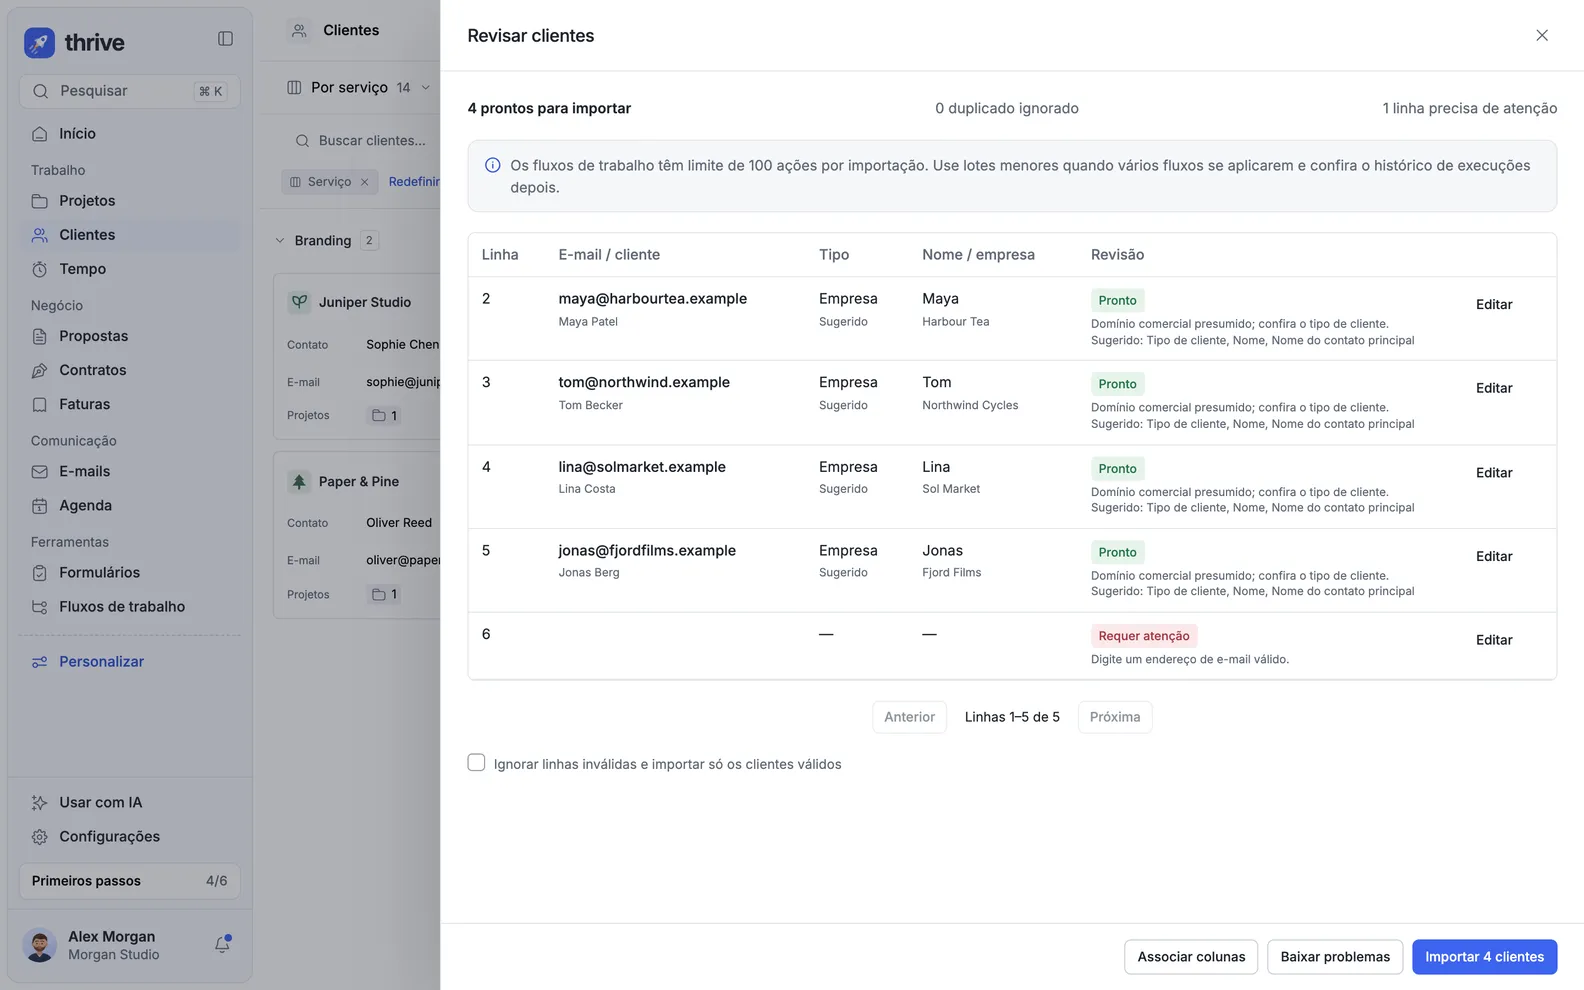 thrive
Pesquisar
⌘ K
Início
Trabalho
Projetos
Clientes
Tempo
Negócio
Propostas
Contratos
Faturas
Comunicação
E-mails
Agenda
Ferramentas
Formulários
Fluxos de trabalho
Personalizar
Usar com IA
Configurações
Primeiros passos 4/6
Alex Morgan
Morgan Studio
Clientes
Por serviço 14
Buscar clientes...
Serviço
Redefinir
Branding 2
Juniper Studio
Contato Sophie Chen
E-mail sophie@junip
Projetos 1
Paper & Pine
Contato Oliver Reed
E-mail oliver@pape
Projetos 1
Revisar clientes
4 prontos para importar 0 duplicado ignorado 1 linha precisa de atenção
Os fluxos de trabalho têm limite de 100 ações por importação. Use lotes menores quando vários fluxos se aplicarem e confira o histórico de execuções
depois.
Linha E-mail / cliente Tipo Nome / empresa Revisão
2 maya@harbourtea.example Empresa Maya Pronto Editar
Maya Patel Sugerido Harbour Tea
Domínio comercial presumido; confira o tipo de cliente.
Sugerido: Tipo de cliente, Nome, Nome do contato principal
3 tom@northwind.example Empresa Tom Pronto Editar
Tom Becker Sugerido Northwind Cycles
Domínio comercial presumido; confira o tipo de cliente.
Sugerido: Tipo de cliente, Nome, Nome do contato principal
4 lina@solmarket.example Empresa Lina Pronto Editar
Lina Costa Sugerido Sol Market
Domínio comercial presumido; confira o tipo de cliente.
Sugerido: Tipo de cliente, Nome, Nome do contato principal
5 jonas@fjordfilms.example Empresa Jonas Pronto Editar
Jonas Berg Sugerido Fjord Films
Domínio comercial presumido; confira o tipo de cliente.
Sugerido: Tipo de cliente, Nome, Nome do contato principal
6 — — Requer atenção Editar
Digite um endereço de e-mail válido.
Anterior Linhas 1–5 de 5 Próxima
Ignorar linhas inválidas e importar só os clientes válidos
Associar colunas Baixar problemas Importar 4 clientes